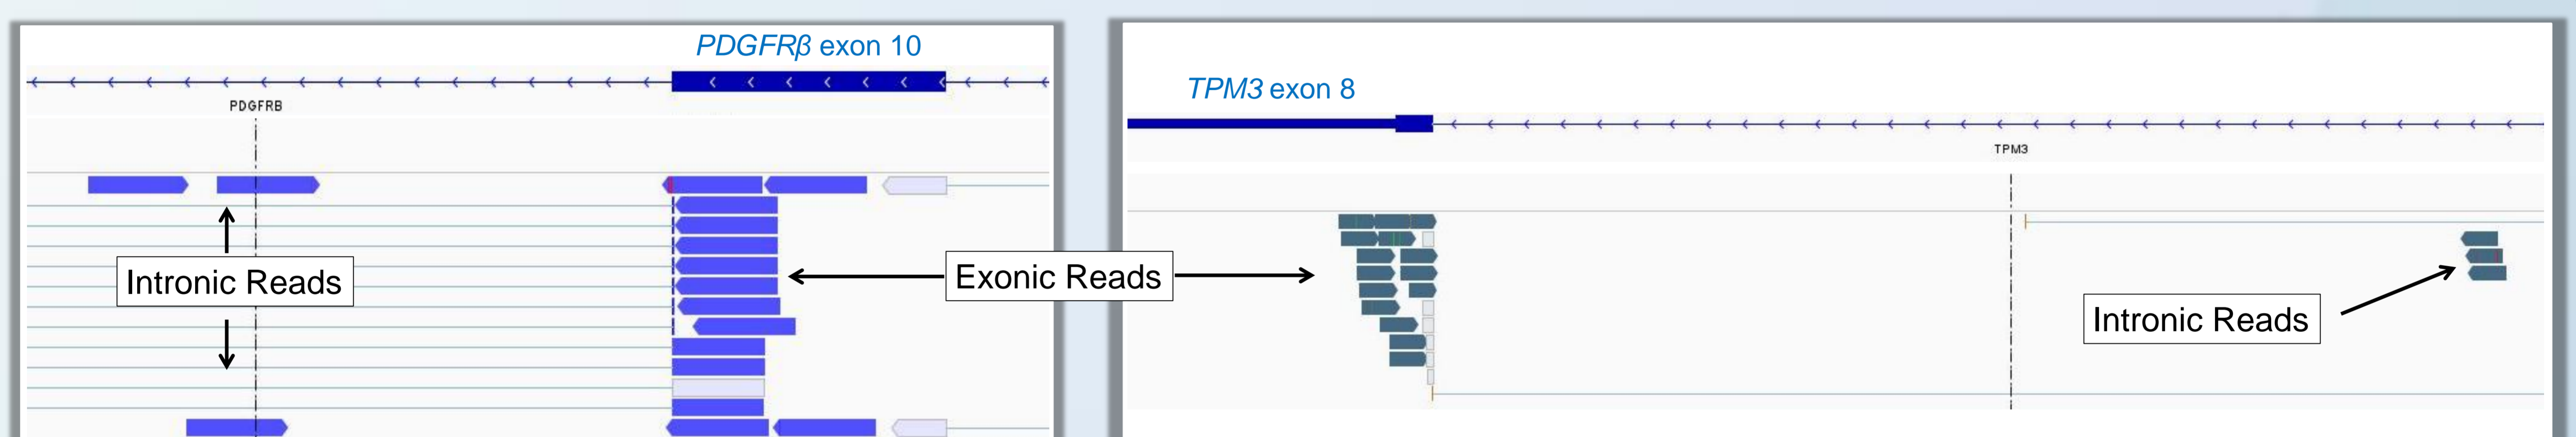 PDGFRβ exon 10
PDGFRB
Intronic Reads
Exonic Reads
TPM3 exon 8
TPM3
Intronic Reads